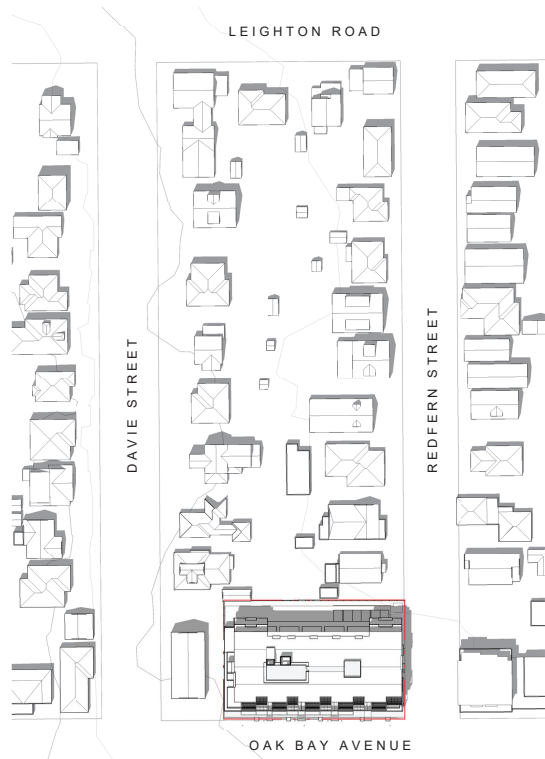 LEIGHTON ROAD
DAVIE STREET
REDFERN STREET
OAK BAY AVENUE